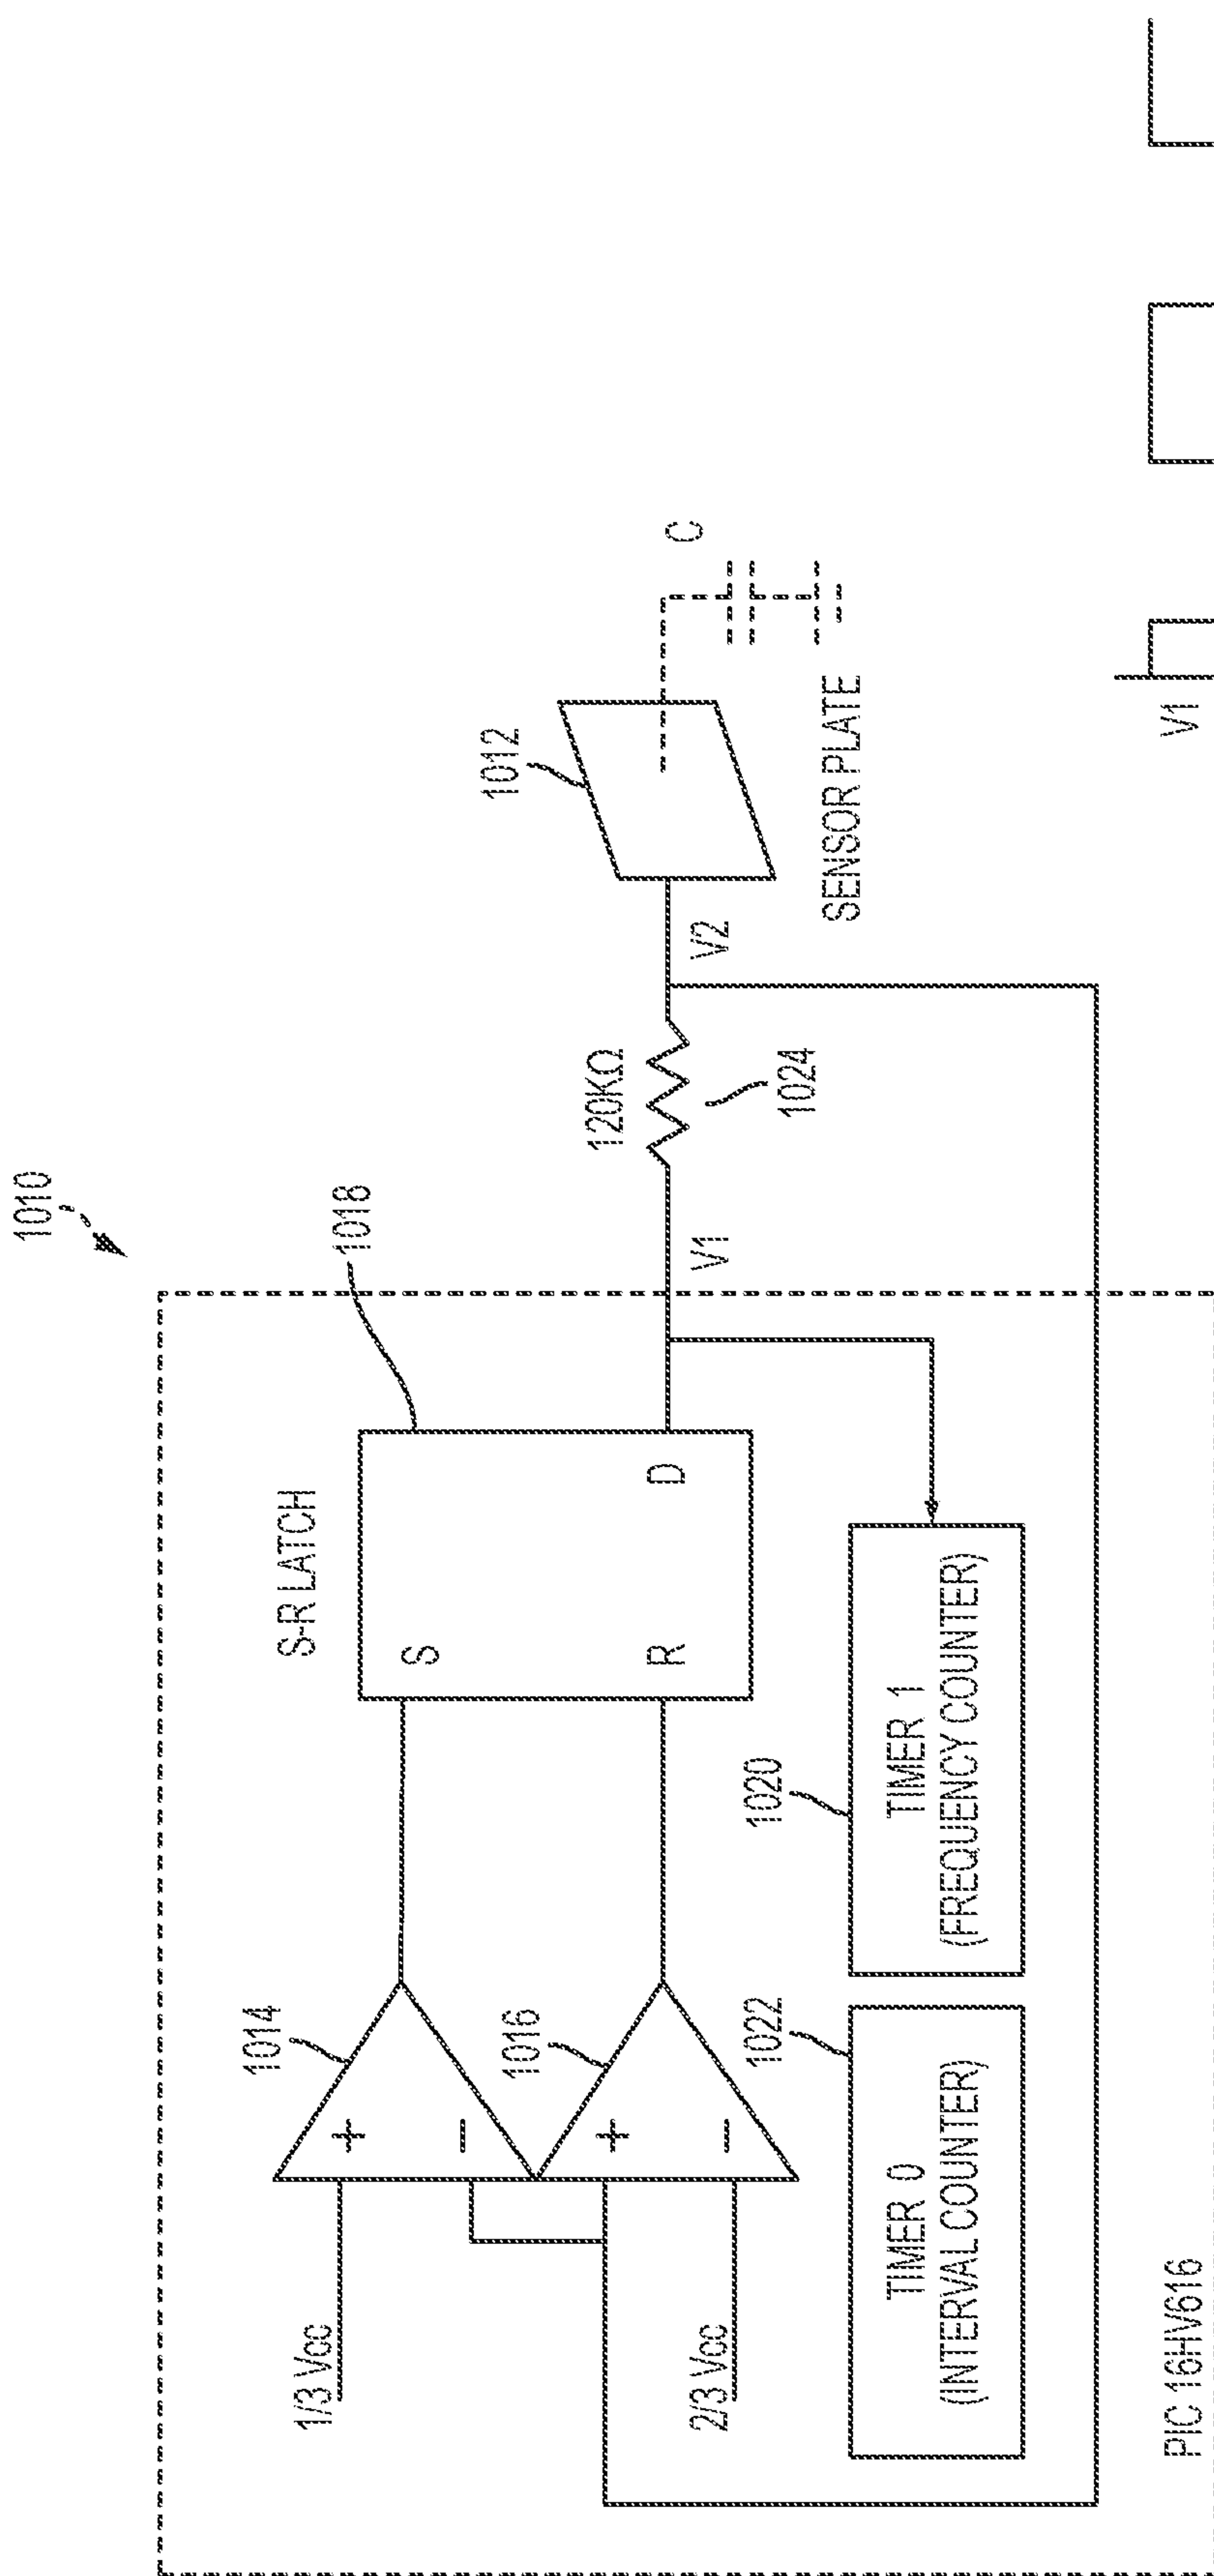 1010
1018
S-R LATCH
S
R
D
1014
+
−
1016
+
−
1/3 Vcc
2/3 Vcc
1022
TIMER 0
(INTERVAL COUNTER)
1020
TIMER 1
(FREQUENCY COUNTER)
PIC 16HV616
V1
120KΩ
1024
V2
1012
SENSOR PLATE
C
V1